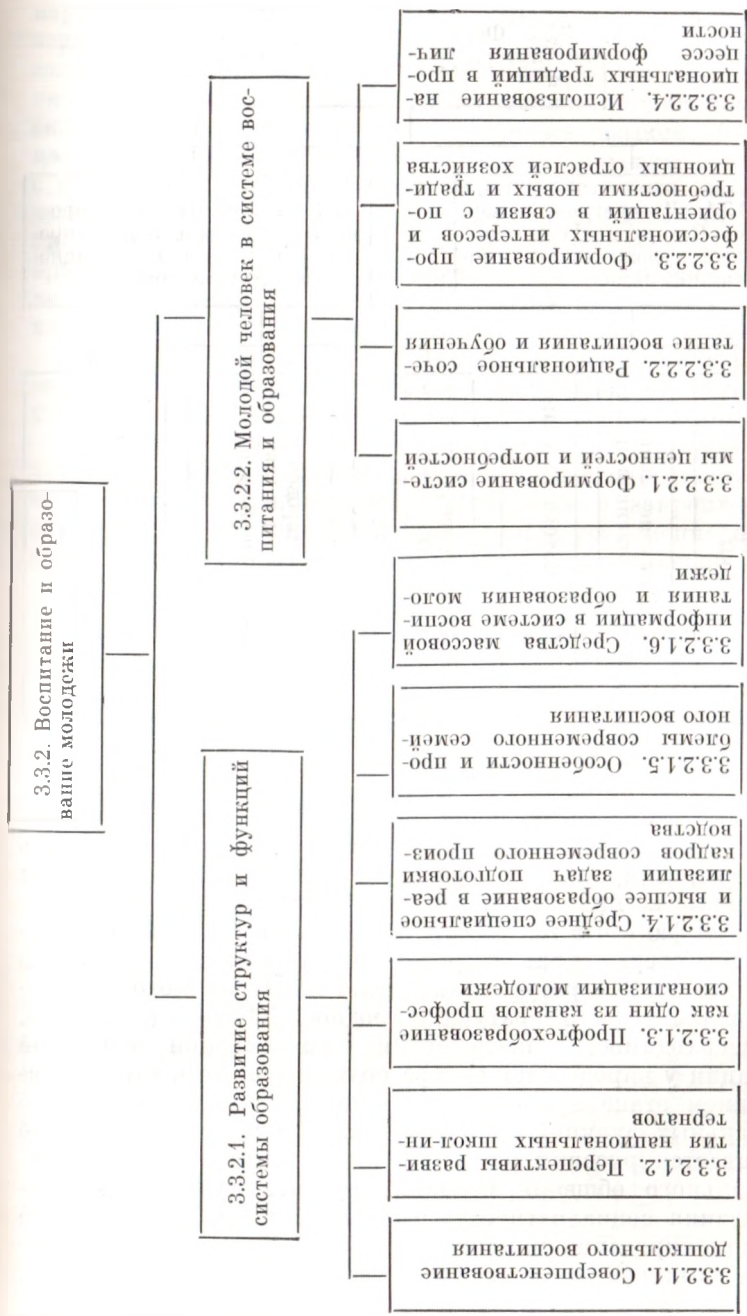 3.3.2. Воспитание и образо-
вание молодежи
3.3.2.1. Развитие структур и функций
системы образования
3.3.2.2. Молодой человек в системе вос-
питания и образования
3.3.2.1.1. Совершенствование
дошкольного воспитания
3.3.2.1.2. Перспективы разви-
тия национальных школ-ин-
тернатов
3.3.2.1.3. Профтехобразование
как один из каналов профес-
сионализации молодежи
3.3.2.1.4. Среднее специальное
и высшее образование в реа-
лизации задач подготовки
кадров современного произ-
водства
3.3.2.1.5. Особенности и про-
блемы современного семей-
ного воспитания
3.3.2.1.6. Средства массовой
информации в системе воспи-
тания и образования моло-
дежи
3.3.2.2.1. Формирование систе-
мы ценностей и потребностей
3.3.2.2.2. Рациональное соче-
тание воспитания и обучения
3.3.2.2.3. Формирование про-
фессиональных интересов и
ориентаций в связи с по-
требностями новых и тради-
ционных отраслей хозяйства
3.3.2.2.4. Использование на-
циональных традиций в про-
цессе формирования лич-
ности